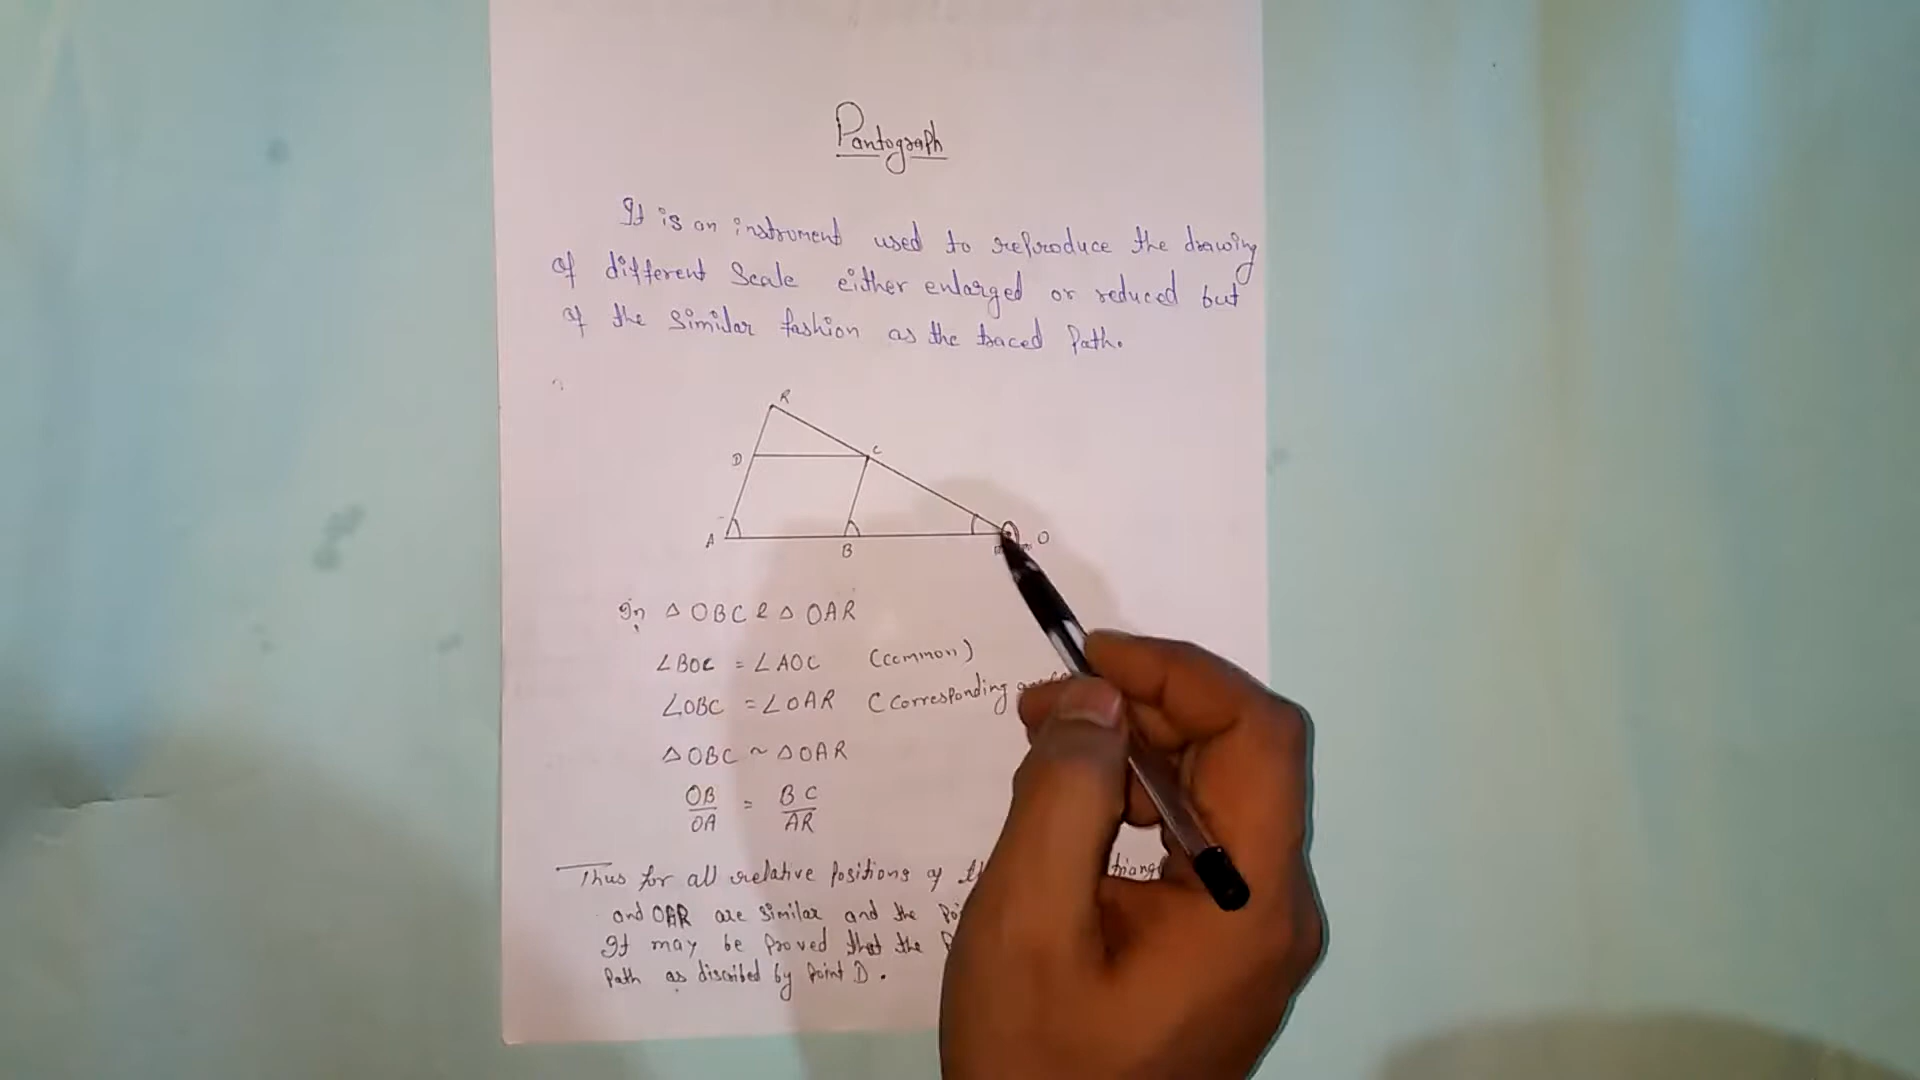 Pantograph
It is an instrument used to reproduce the drawing
of different Scale either enlarged or reduced but
of the similar fashion as the traced Path.
R
D
C
A
B
O
In △ OBC & △ OAR
∠BOC = ∠AOC (common)
∠OBC = ∠OAR (Corresponding
△OBC ~ △OAR
OB/OA = BC/AR
Thus for all relative Positions of
and OAR are similar and the
It may be Proved that the
Path as discribed by Point D.